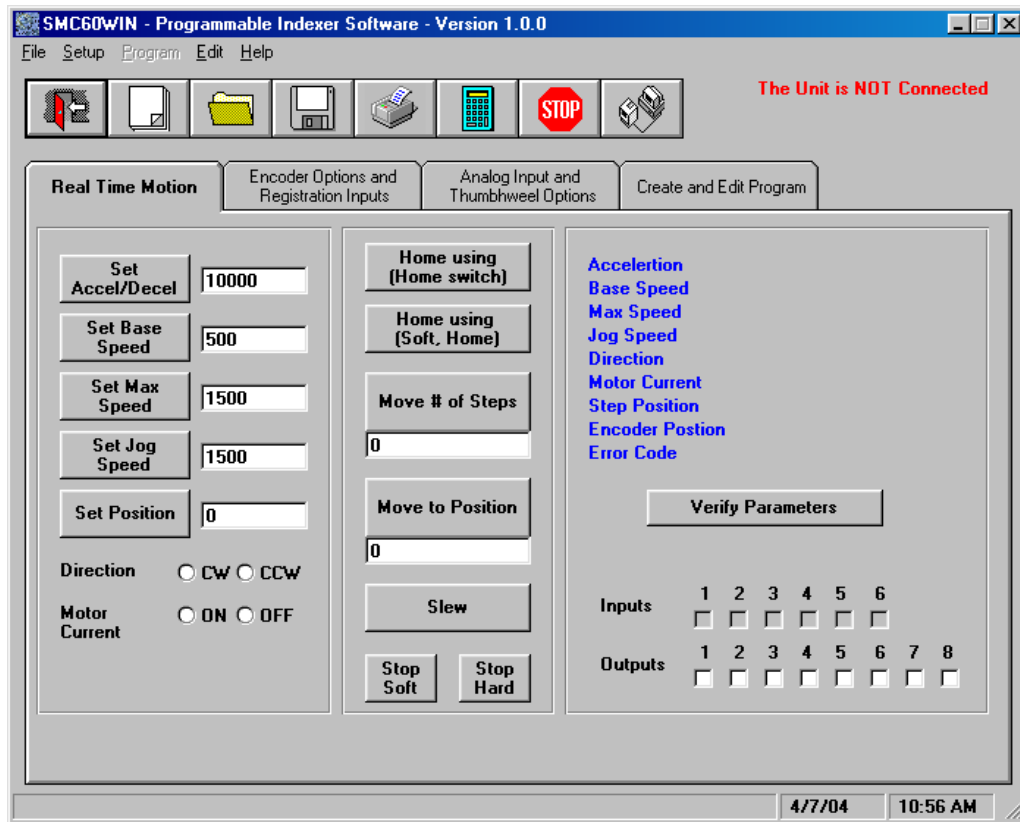 SMC60WIN - Programmable Indexer Software - Version 1.0.0
File Setup Program Edit Help
STOP
The Unit is NOT Connected
Real Time Motion
Encoder Options and
Registration Inputs
Analog Input and
Thumbhweel Options
Create and Edit Program
Set
Accel/Decel
10000
Set Base
Speed
500
Set Max
Speed
1500
Set Jog
Speed
1500
Set Position
0
Direction
CW
CCW
Motor
Current
ON
OFF
Home using
(Home switch)
Home using
(Soft, Home)
Move # of Steps
0
Move to Position
0
Slew
Stop
Soft
Stop
Hard
Accelertion
Base Speed
Max Speed
Jog Speed
Direction
Motor Current
Step Position
Encoder Postion
Error Code
Verify Parameters
1 2 3 4 5 6
Inputs
1 2 3 4 5 6 7 8
Outputs
4/7/04
10:56 AM